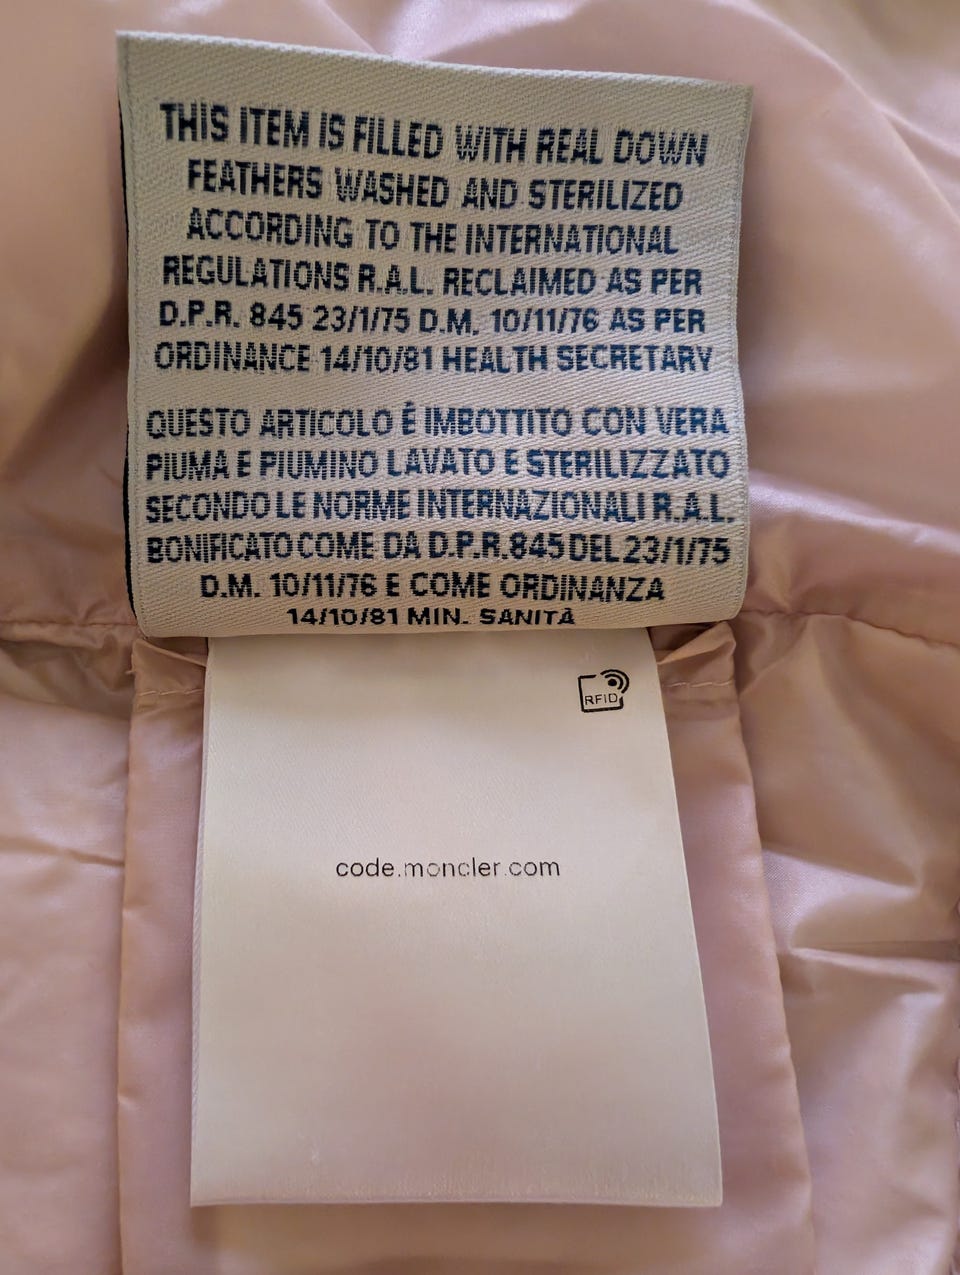 THIS ITEM IS FILLED WITH REAL DOWN
FEATHERS WASHED AND STERILIZED
ACCORDING TO THE INTERNATIONAL
REGULATIONS R.A.L. RECLAIMED AS PER
D.P.R. 845 23/1/75 D.M. 10/11/76 AS PER
ORDINANCE 14/10/81 HEALTH SECRETARY
QUESTO ARTICOLO É IMBOTTITO CON VERA
PIUMA E PIUMINO LAVATO E STERILIZZATO
SECONDO LE NORME INTERNAZIONALI R.A.L.
BONIFICATO COME DA D.P.R.845 DEL 23/1/75
D.M. 10/11/76 E COME ORDINANZA
14/10/81 MIN. SANITÀ
RFID
code.moncler.com